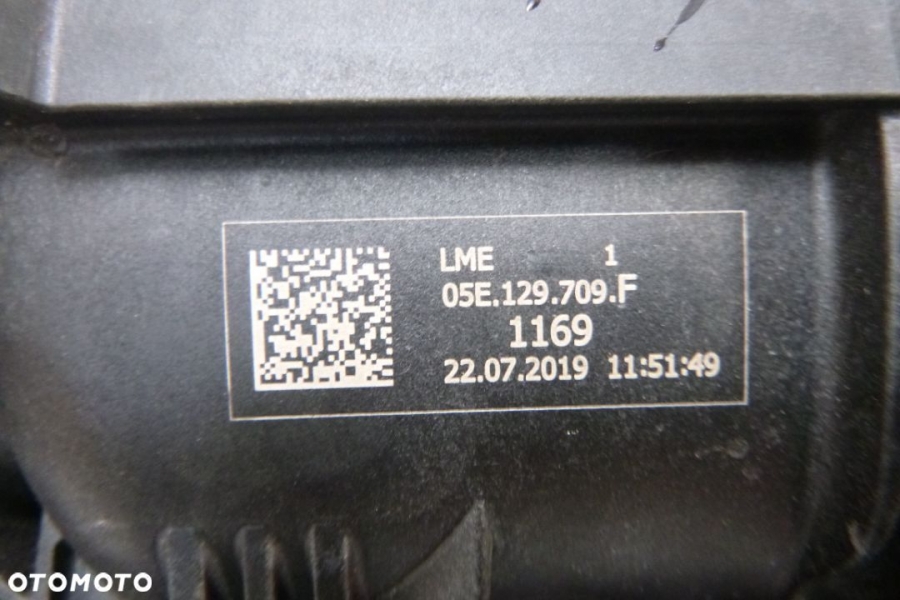 LME 1
05E.129.709.F
1169
22.07.2019 11:51:49
OTOMOTO